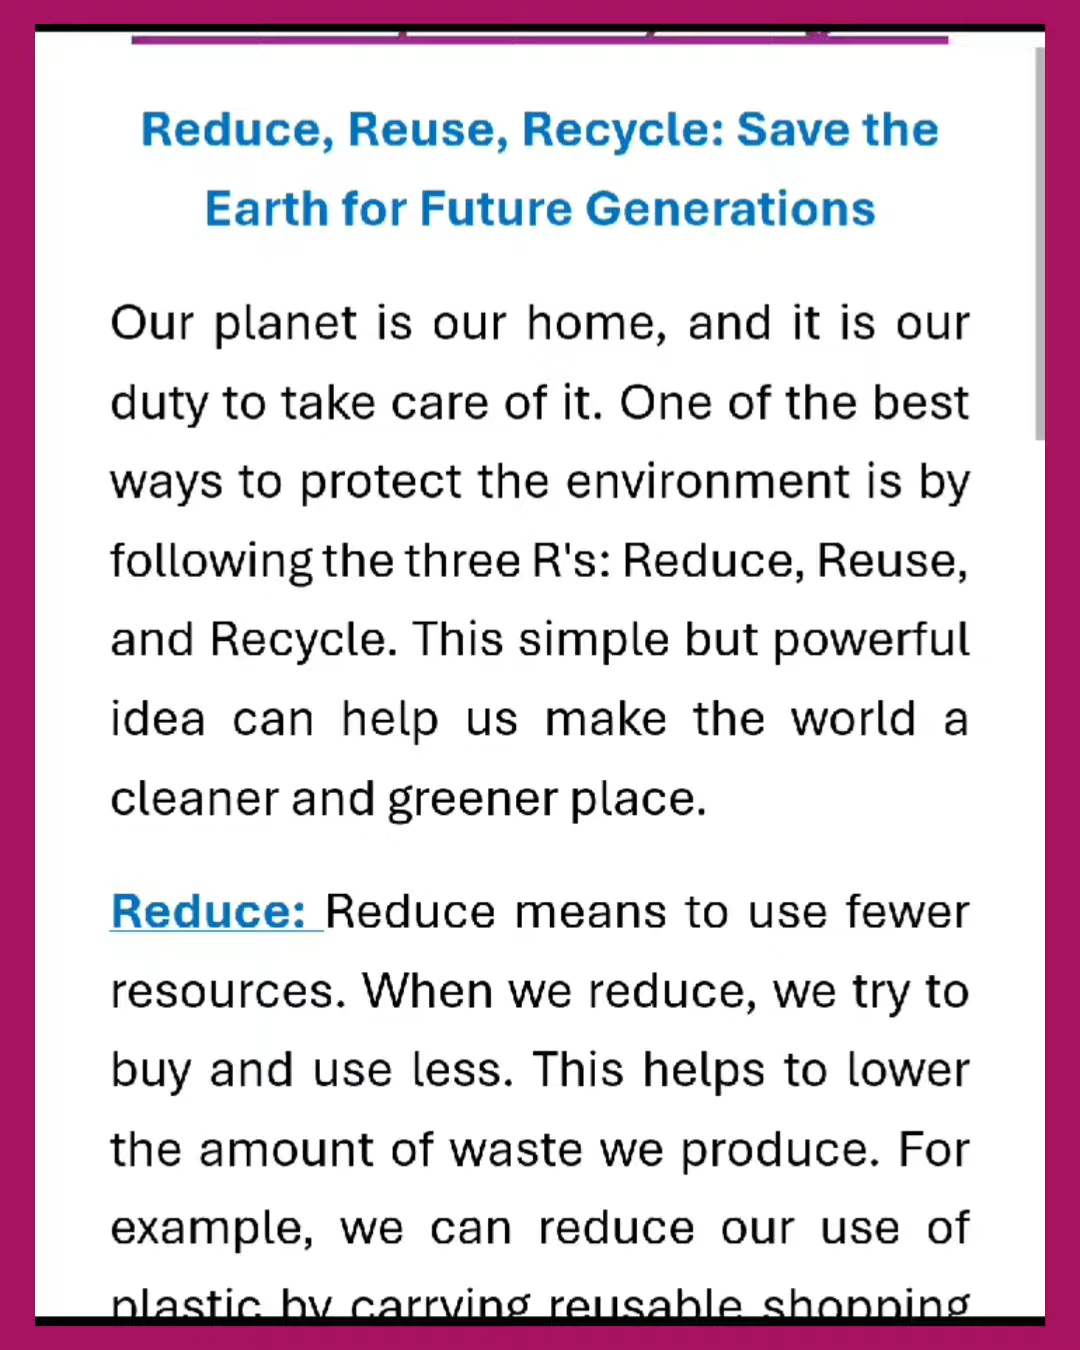 Reduce, Reuse, Recycle: Save the
Earth for Future Generations
Our planet is our home, and it is our
duty to take care of it. One of the best
ways to protect the environment is by
following the three R's: Reduce, Reuse,
and Recycle. This simple but powerful
idea can help us make the world a
cleaner and greener place.
Reduce: Reduce means to use fewer
resources. When we reduce, we try to
buy and use less. This helps to lower
the amount of waste we produce. For
example, we can reduce our use of
plastic by carrying reusable shopping